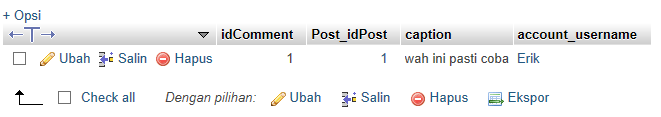 + Opsi
idComment Post_idPost caption account_username
Ubah Salin Hapus 1 1 wah ini pasti coba Erik
Check all Dengan pilihan: Ubah Salin Hapus Ekspor